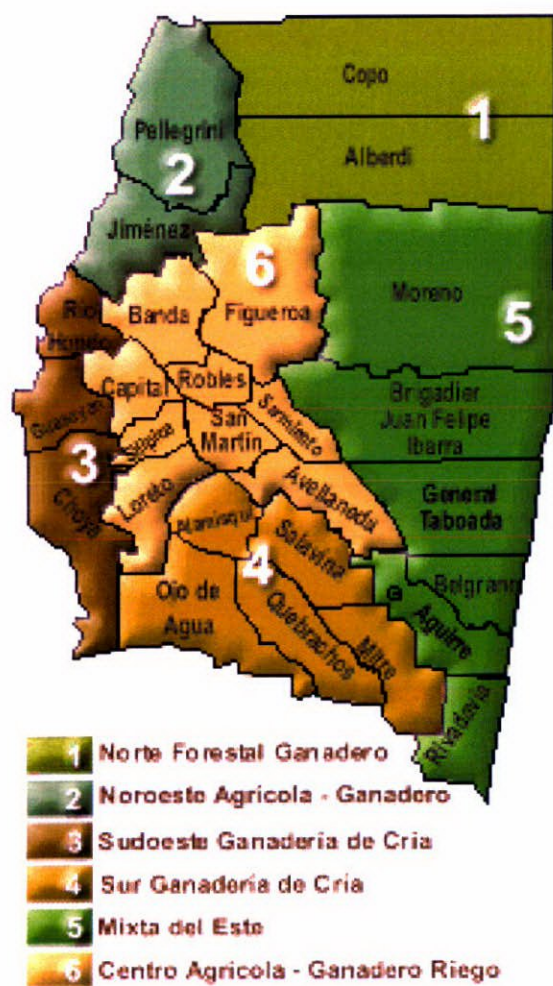 Copo
1
Alberdi
Pellegrini
2
Jiménez
6
Moreno
5
Río
Hondo
Banda
Figueroa
Capital
Robles
Guasayán
Brigadier
Juan Felipe
Ibarra
San
Martín
Sarmiento
Silípica
3
Choya
Loreto
Avellaneda
General
Taboada
Atamisqui
Salavina
4
Ojo de
Agua
Quebrachos
Mitre
Belgrano
G
Aguirre
Rivadavia
1 Norte Forestal Ganadero
2 Noroeste Agrícola - Ganadero
3 Sudoeste Ganadería de Cría
4 Sur Ganadería de Cría
5 Mixta del Este
6 Centro Agrícola - Ganadero Riego